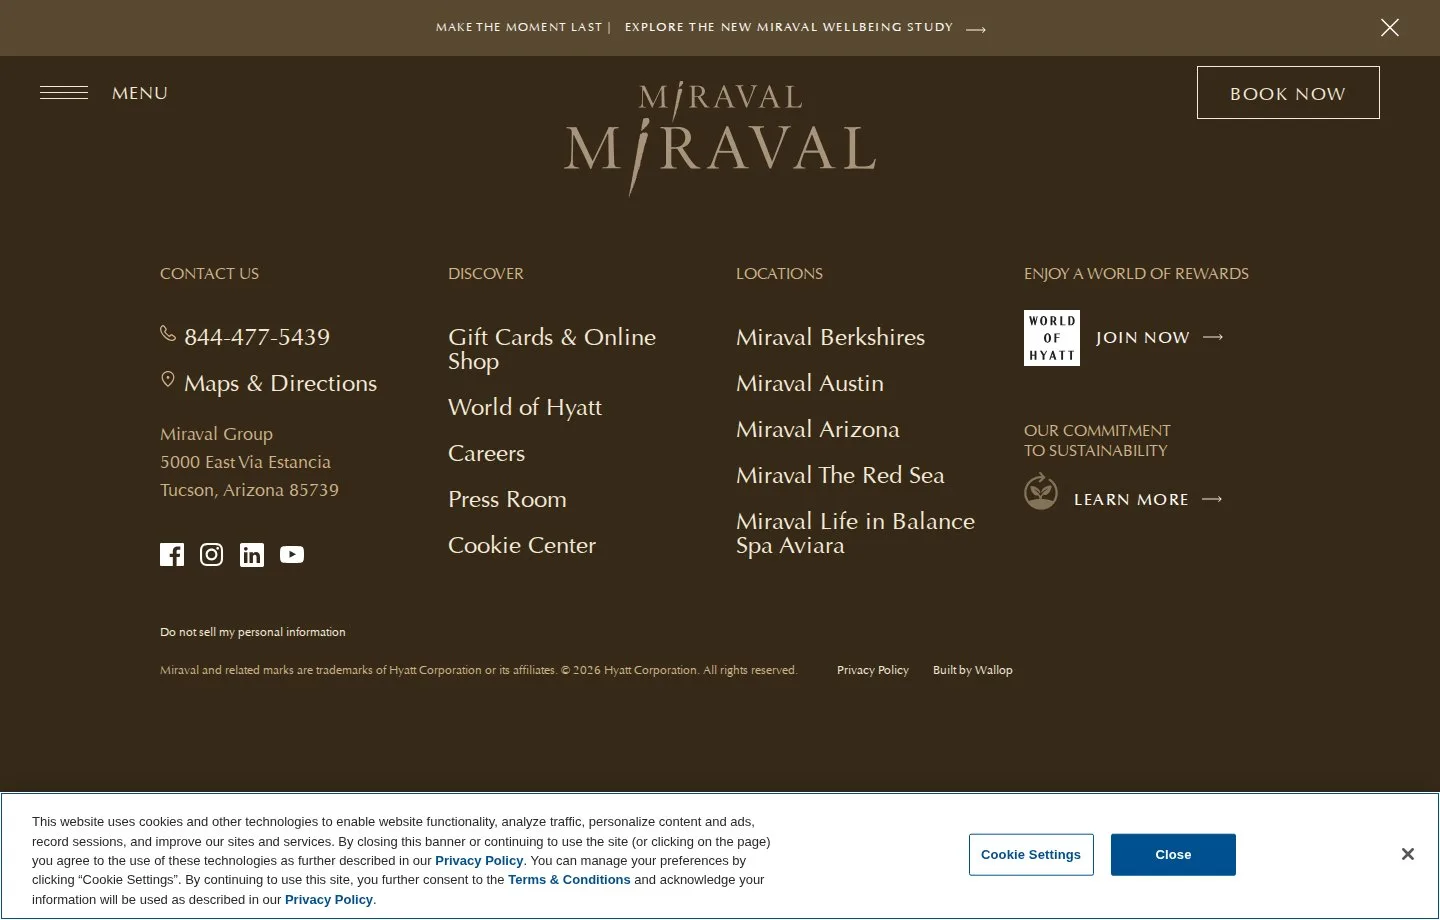 MAKE THE MOMENT LAST | EXPLORE THE NEW MIRAVAL WELLBEING STUDY
MENU
MIRAVAL
BOOK NOW
MIRAVAL
CONTACT US
844-477-5439
Maps & Directions
Miraval Group
5000 East Via Estancia
Tucson, Arizona 85739
DISCOVER
Gift Cards & Online
Shop
World of Hyatt
Careers
Press Room
Cookie Center
LOCATIONS
Miraval Berkshires
Miraval Austin
Miraval Arizona
Miraval The Red Sea
Miraval Life in Balance
Spa Aviara
ENJOY A WORLD OF REWARDS
WORLD
OF
HYATT
JOIN NOW
OUR COMMITMENT
TO SUSTAINABILITY
LEARN MORE
Do not sell my personal information
Miraval and related marks are trademarks of Hyatt Corporation or its affiliates. © 2026 Hyatt Corporation. All rights reserved. Privacy Policy Built by Wallop
This website uses cookies and other technologies to enable website functionality, analyze traffic, personalize content and ads,
record sessions, and improve our sites and services. By closing this banner or continuing to use the site (or clicking on the page)
you agree to the use of these technologies as further described in our Privacy Policy. You can manage your preferences by
clicking “Cookie Settings”. By continuing to use this site, you further consent to the Terms & Conditions and acknowledge your
information will be used as described in our Privacy Policy.
Cookie Settings
Close